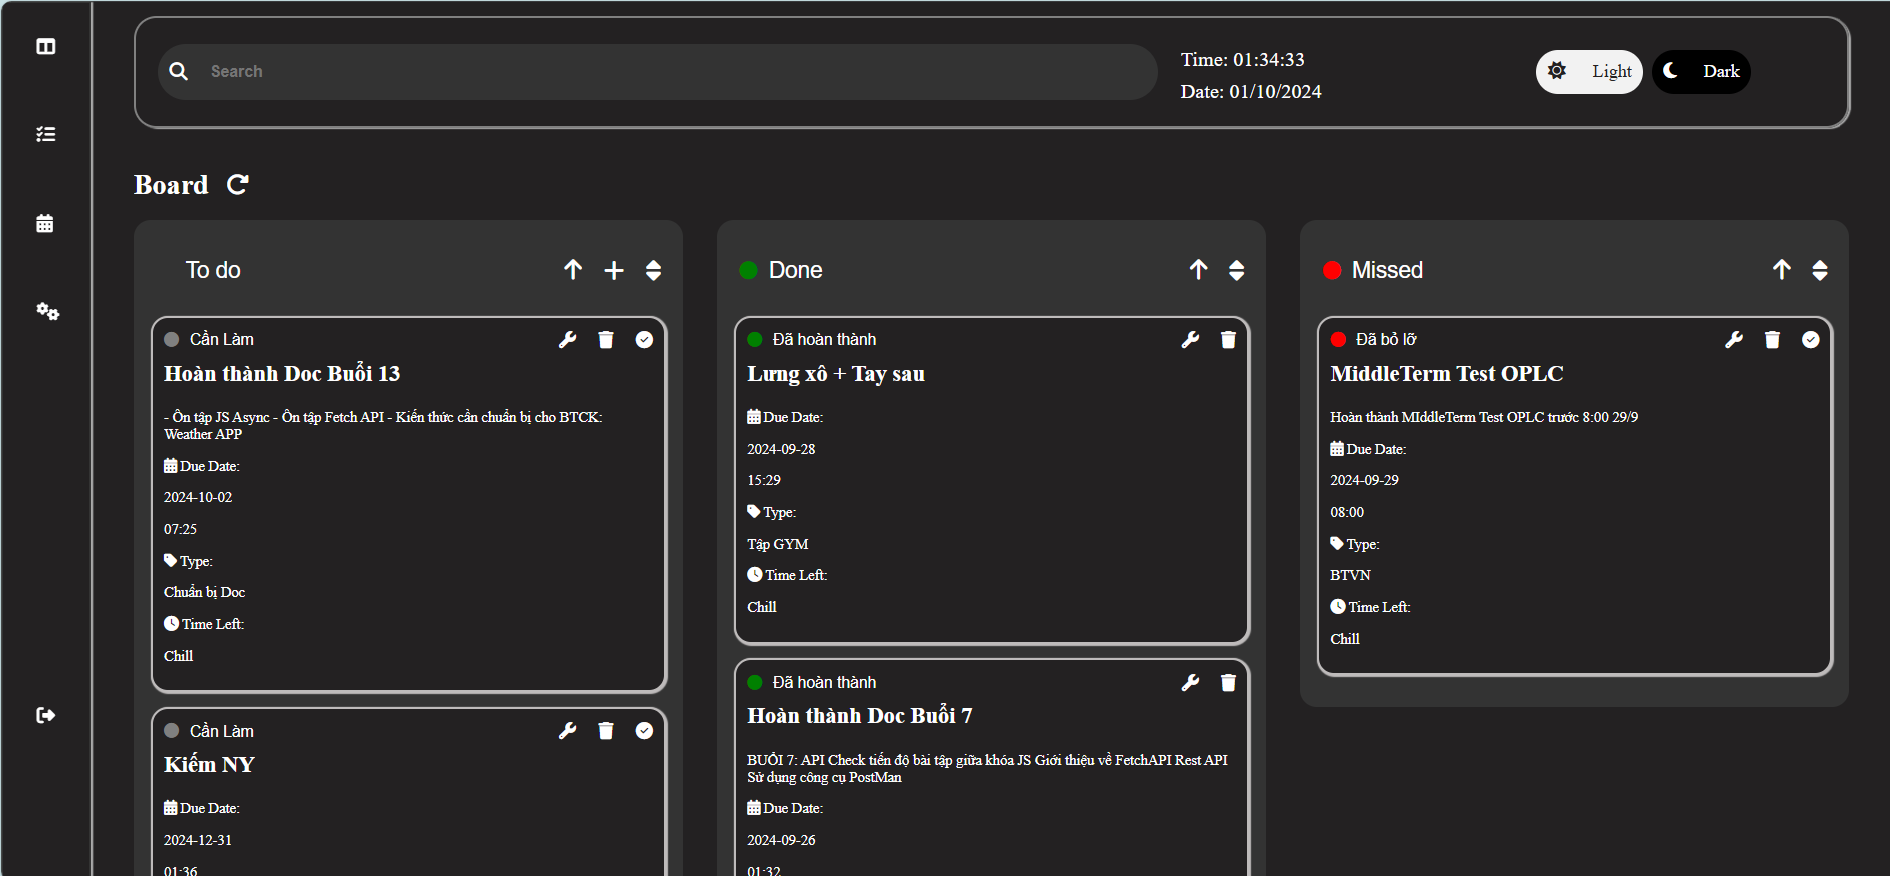 Search
Time: 01:34:33
Date: 01/10/2024
Light
Dark
Board
To do
Cần Làm
Hoàn thành Doc Buổi 13
- Ôn tập JS Async - Ôn tập Fetch API - Kiến thức cần chuẩn bị cho BTCK:
Weather APP
Due Date:
2024-10-02
07:25
Type:
Chuẩn bị Doc
Time Left:
Chill
Cần Làm
Kiếm NY
Due Date:
2024-12-31
01:36
Done
Đã hoàn thành
Lưng xô + Tay sau
Due Date:
2024-09-28
15:29
Type:
Tập GYM
Time Left:
Chill
Đã hoàn thành
Hoàn thành Doc Buổi 7
BUỔI 7: API Check tiến độ bài tập giữa khóa JS Giới thiệu về FetchAPI Rest API
Sử dụng công cụ PostMan
Due Date:
2024-09-26
01:32
Missed
Đã bỏ lỡ
MiddleTerm Test OPLC
Hoàn thành MIddleTerm Test OPLC trước 8:00 29/9
Due Date:
2024-09-29
08:00
Type:
BTVN
Time Left:
Chill